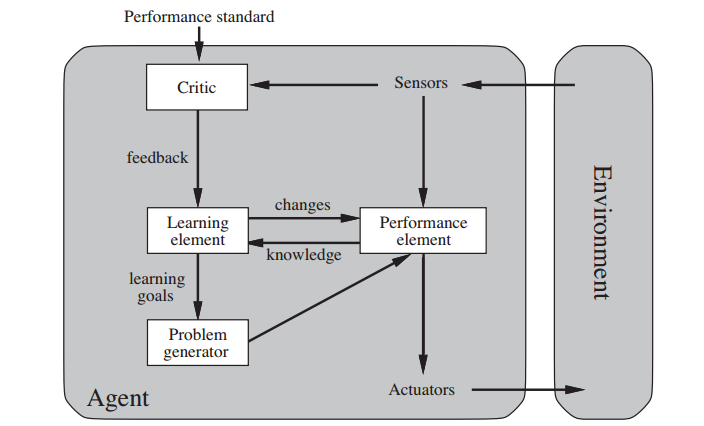 Performance standard
Critic
Sensors
feedback
changes
Learning
element
Performance
element
knowledge
learning
goals
Problem
generator
Agent
Actuators
Environment